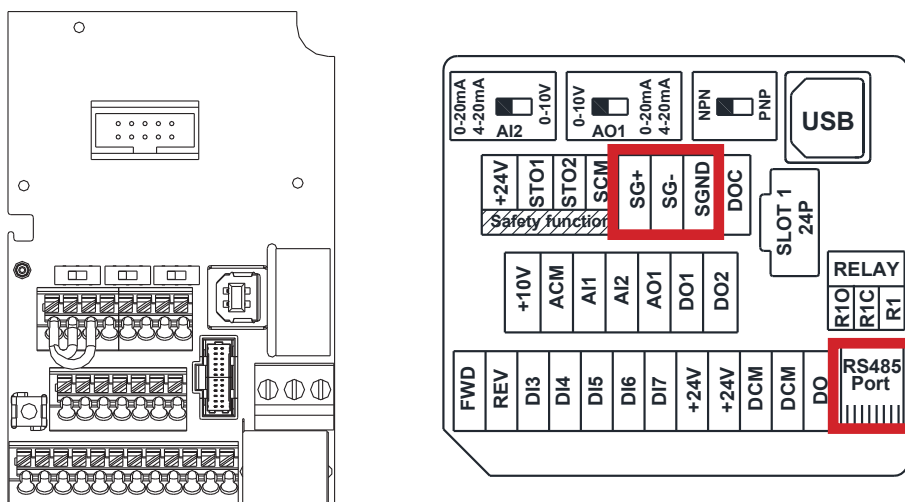 0-20mA
4-20mA
AI2
0-10V
0-10V
AO1
0-20mA
4-20mA
NPN
PNP
USB
+24V STO1 STO2 SCM SG+ SG- SGND DOC
Safety function
SLOT 1
24P
+10V ACM AI1 AI2 AO1 DO1 DO2
RELAY
R1O R1C R1
FWD REV DI3 DI4 DI5 DI6 DI7 +24V +24V DCM DCM DO
RS485
Port